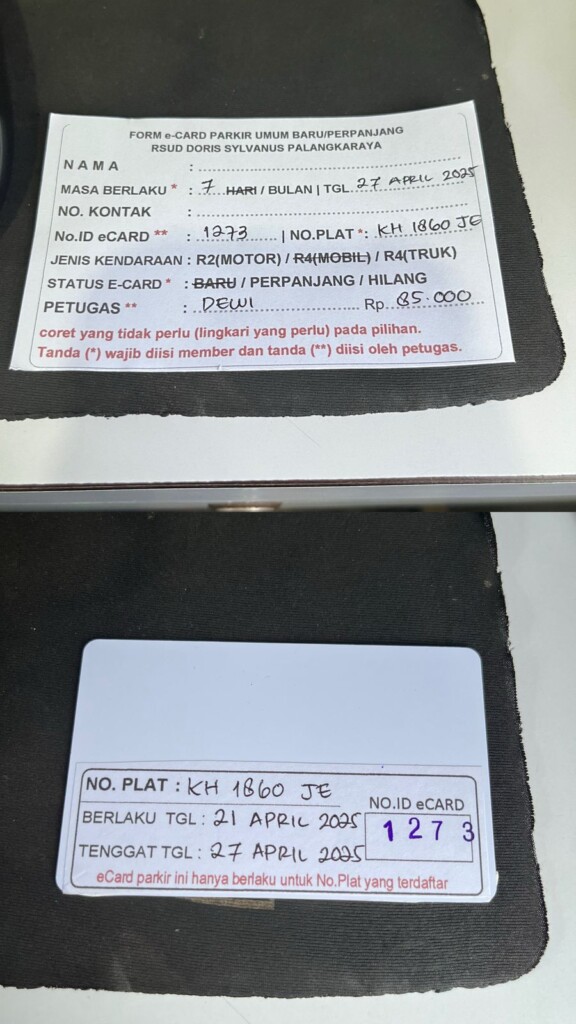 FORM e-CARD PARKIR UMUM BARU/PERPANJANG
RSUD DORIS SYLVANUS PALANGKARAYA
NAMA :
MASA BERLAKU * : 7 HARI / BULAN | TGL. 27 APRIL 2025
NO. KONTAK :
No.ID eCARD ** : 1273 | NO.PLAT *: KH 1860 JE
JENIS KENDARAAN : R2(MOTOR) / R4(MOBIL) / R4(TRUK)
STATUS E-CARD * : BARU / PERPANJANG / HILANG
PETUGAS ** : DEWI Rp. 85.000
coret yang tidak perlu (lingkari yang perlu) pada pilihan.
Tanda (*) wajib diisi member dan tanda (**) diisi oleh petugas.
NO. PLAT : KH 1860 JE
NO.ID eCARD
BERLAKU TGL : 21 APRIL 2025
1273
TENGGAT TGL : 27 APRIL 2025
eCard parkir ini hanya berlaku untuk No.Plat yang terdaftar